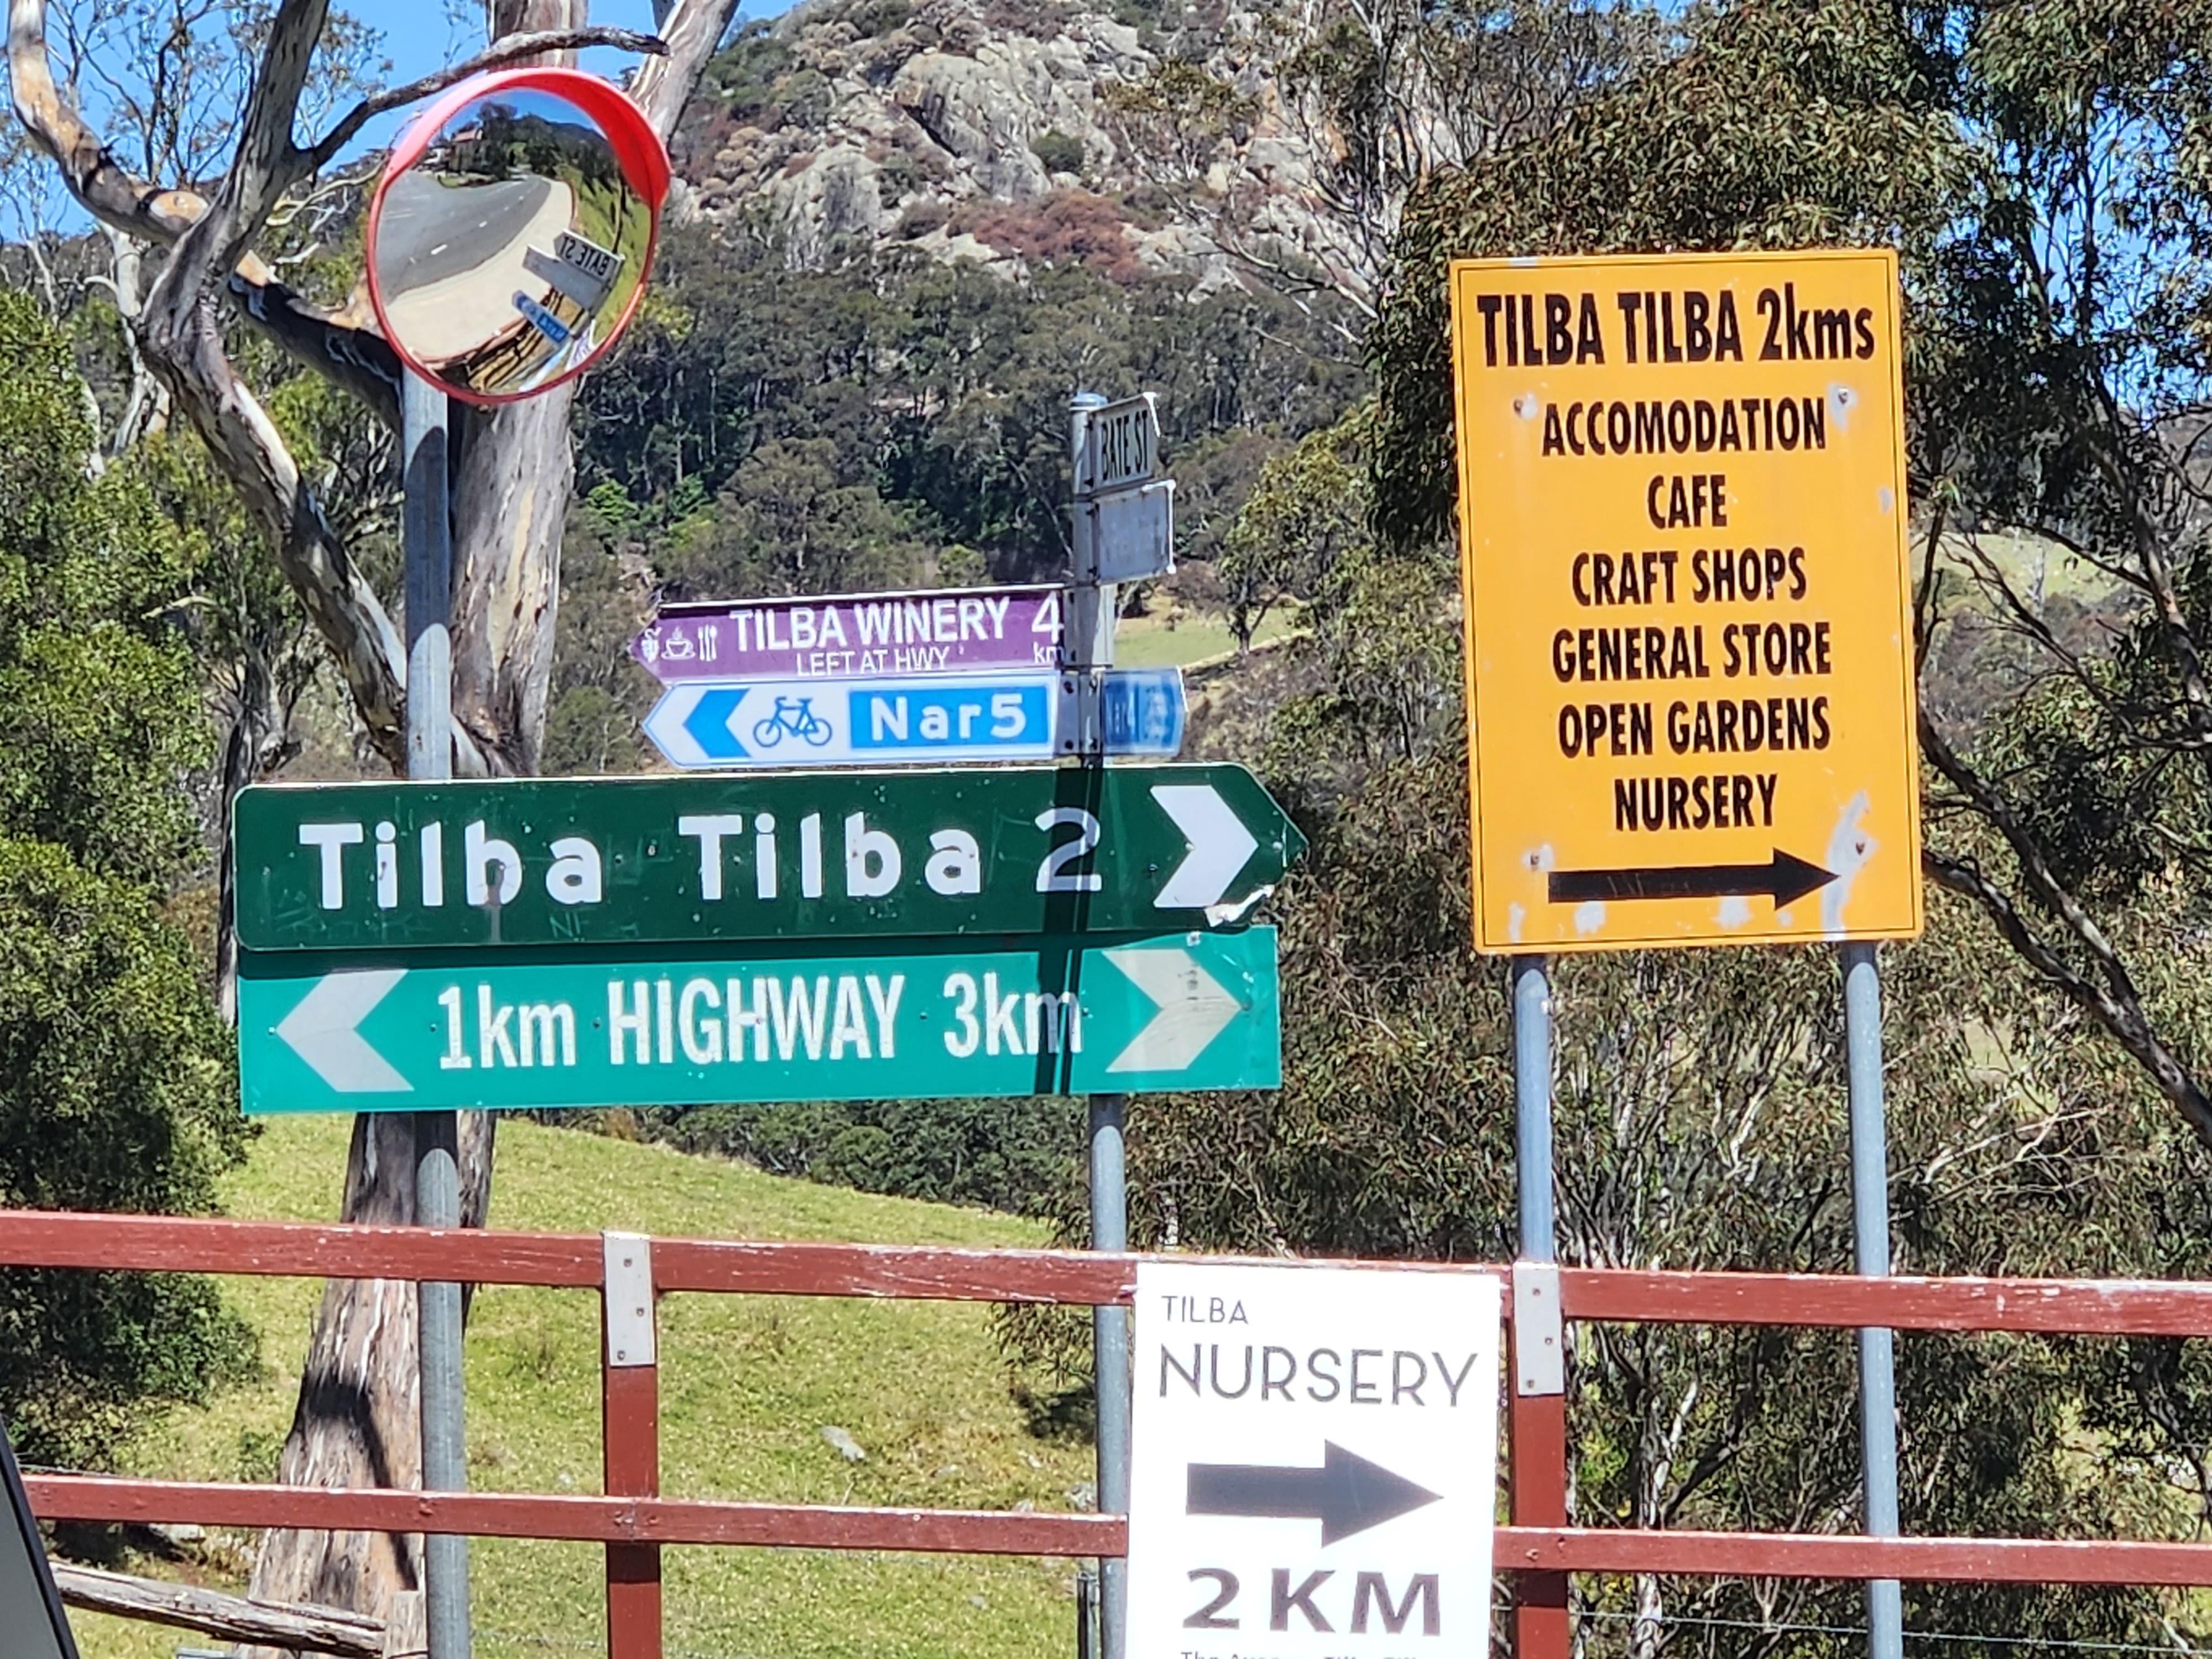 BATE ST
TILBA WINERY 4
LEFT AT HWY km
Nar5
Tilba Tilba 2
1km HIGHWAY 3km
TILBA TILBA 2kms
ACCOMODATION
CAFE
CRAFT SHOPS
GENERAL STORE
OPEN GARDENS
NURSERY
TILBA
NURSERY
2KM